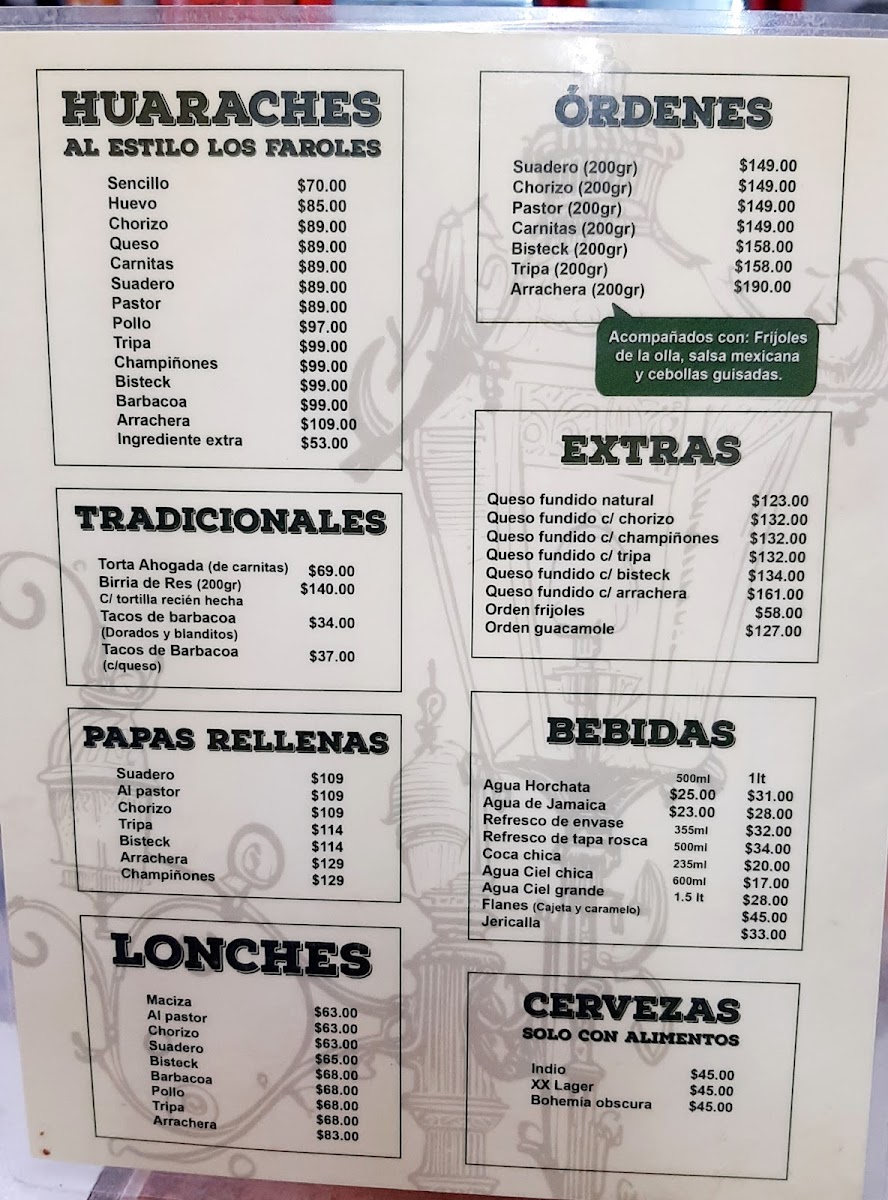 HUARACHES
AL ESTILO LOS FAROLES
Sencillo $70.00
Huevo $85.00
Chorizo $89.00
Queso $89.00
Carnitas $89.00
Suadero $89.00
Pastor $89.00
Pollo $97.00
Tripa $99.00
Champiñones $99.00
Bisteck $99.00
Barbacoa $99.00
Arrachera $109.00
Ingrediente extra $53.00
TRADICIONALES
Torta Ahogada (de carnitas) $69.00
Birria de Res (200gr) $140.00
C/ tortilla recién hecha
Tacos de barbacoa $34.00
(Dorados y blanditos)
Tacos de Barbacoa $37.00
(c/queso)
PAPAS RELLENAS
Suadero $109
Al pastor $109
Chorizo $109
Tripa $114
Bisteck $114
Arrachera $129
Champiñones $129
LONCHES
Maciza $63.00
Al pastor $63.00
Chorizo $63.00
Suadero $65.00
Bisteck $68.00
Barbacoa $68.00
Pollo $68.00
Tripa $68.00
Arrachera $83.00
ÓRDENES
Suadero (200gr) $149.00
Chorizo (200gr) $149.00
Pastor (200gr) $149.00
Carnitas (200gr) $149.00
Bisteck (200gr) $158.00
Tripa (200gr) $158.00
Arrachera (200gr) $190.00
Acompañados con: Frijoles
de la olla, salsa mexicana
y cebollas guisadas.
EXTRAS
Queso fundido natural $123.00
Queso fundido c/ chorizo $132.00
Queso fundido c/ champiñones $132.00
Queso fundido c/ tripa $132.00
Queso fundido c/ bisteck $134.00
Queso fundido c/ arrachera $161.00
Orden frijoles $58.00
Orden guacamole $127.00
BEBIDAS
500ml 1lt
Agua Horchata $25.00 $31.00
Agua de Jamaica $23.00 $28.00
Refresco de envase 355ml $32.00
Refresco de tapa rosca 500ml $34.00
Coca chica 235ml $20.00
Agua Ciel chica 600ml $17.00
Agua Ciel grande 1.5 lt $28.00
Flanes (Cajeta y caramelo) $45.00
Jericalla $33.00
CERVEZAS
SOLO CON ALIMENTOS
Indio $45.00
XX Lager $45.00
Bohemia obscura $45.00